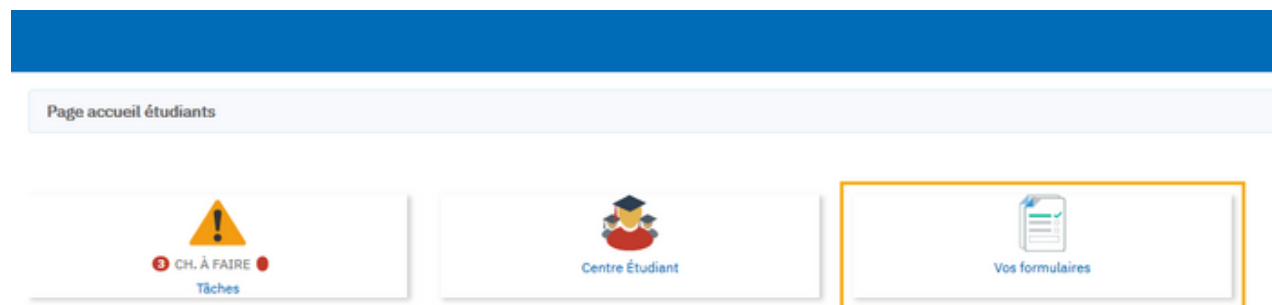 Page accueil étudiants
3 CH. À FAIRE
Tâches
Centre Étudiant
Vos formulaires